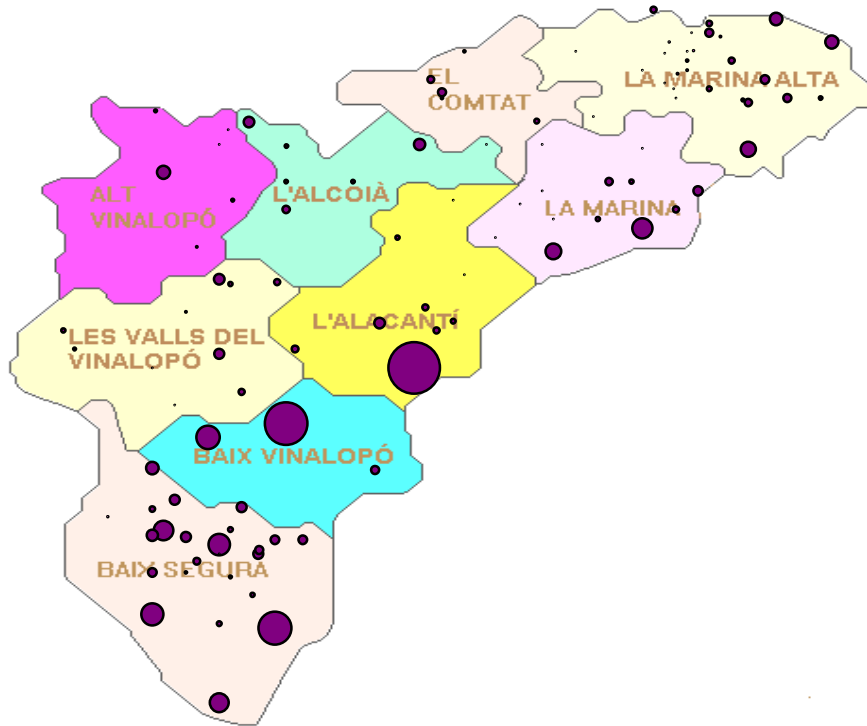 EL
COMTAT
LA MARINA ALTA
ALT
VINALOPÓ
L'ALCOIÀ
LA MARINA
L'ALACANTÍ
LES VALLS DEL
VINALOPÓ
BAIX VINALOPÓ
BAIX SEGURA